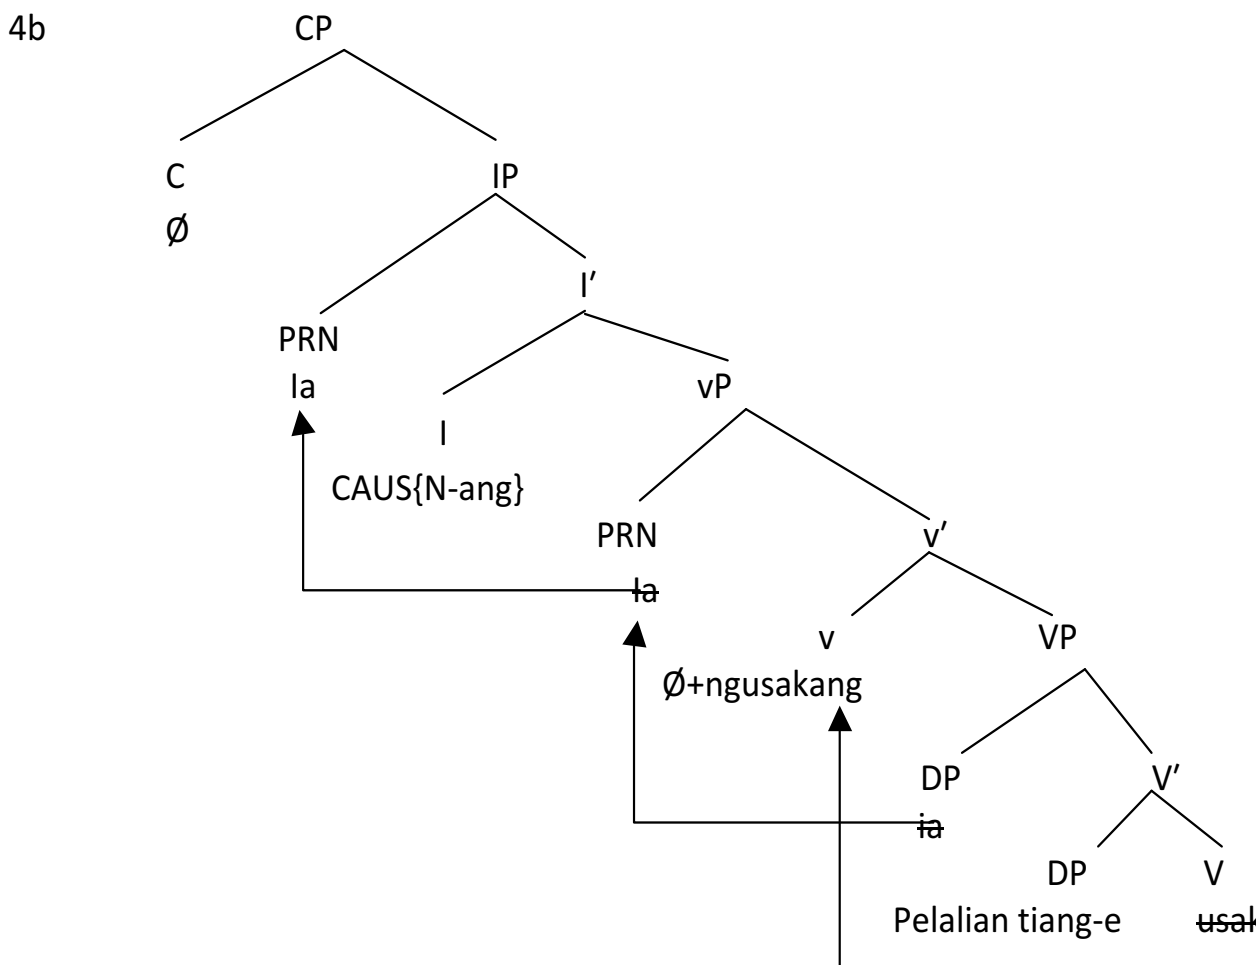 4b
CP
C
IP
Ø
I′
PRN
Ia
vP
I
CAUS{N-ang}
PRN
v′
Ia
v
VP
Ø+ngusakang
DP
V′
ia
DP
V
Pelalian tiang-e